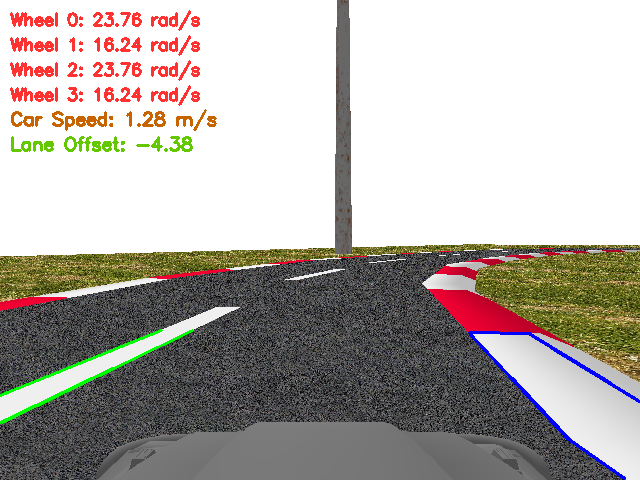 Wheel 0: 23.76 rad/s
Wheel 1: 16.24 rad/s
Wheel 2: 23.76 rad/s
Wheel 3: 16.24 rad/s
Car Speed: 1.28 m/s
Lane Offset: -4.38